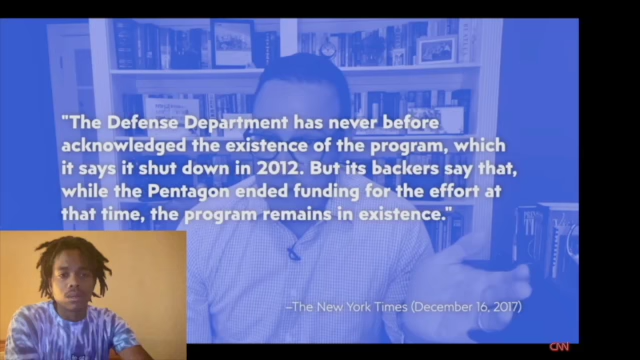 "The Defense Department has never before
acknowledged the existence of the program, which
it says it shut down in 2012. But its backers say that,
while the Pentagon ended funding for the effort at
that time, the program remains in existence."
–The New York Times (December 16, 2017)
CNN